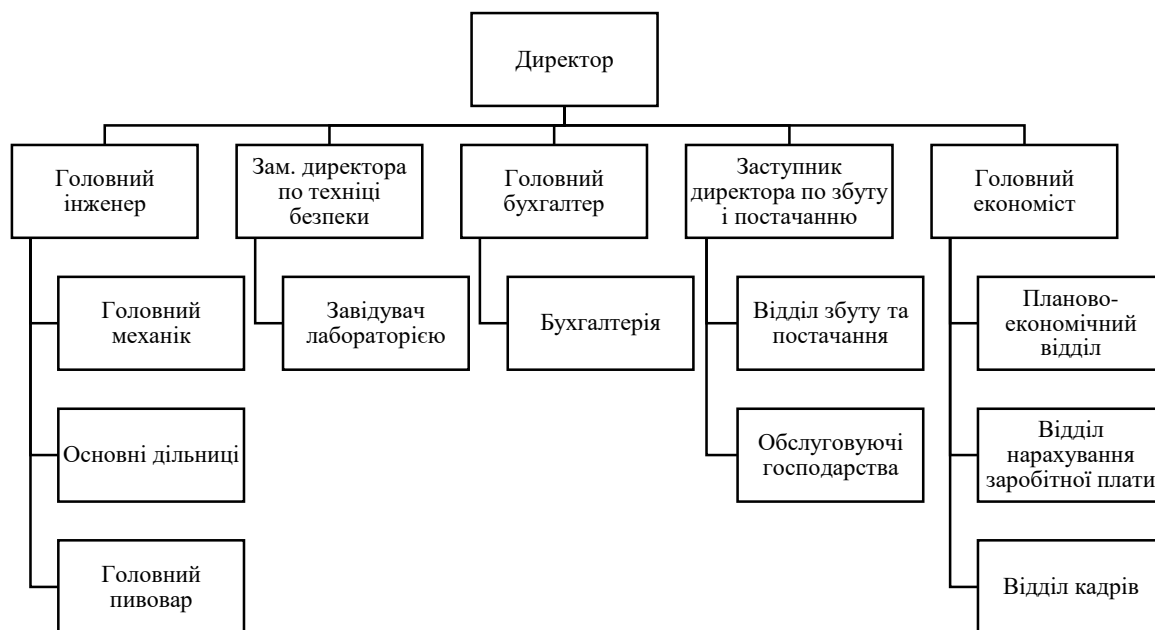 Директор
Головний
інженер
Зам. директора
по техніці
безпеки
Головний
бухгалтер
Заступник
директора по збуту
і постачанню
Головний
економіст
Головний
механік
Завідувач
лабораторією
Бухгалтерія
Відділ збуту та
постачання
Планово-
економічний
відділ
Основні дільниці
Обслуговуючі
господарства
Відділ
нарахування
заробітної плати
Головний
пивовар
Відділ кадрів